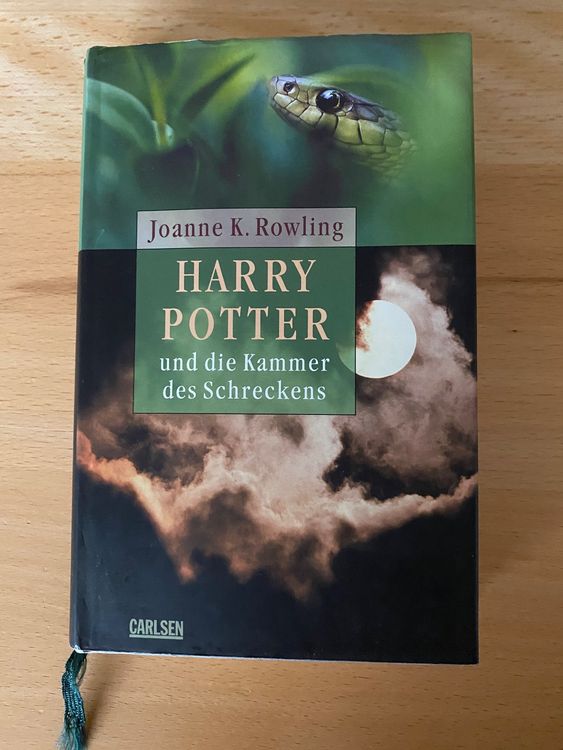 Joanne K. Rowling
HARRY
POTTER
und die Kammer
des Schreckens
CARLSEN